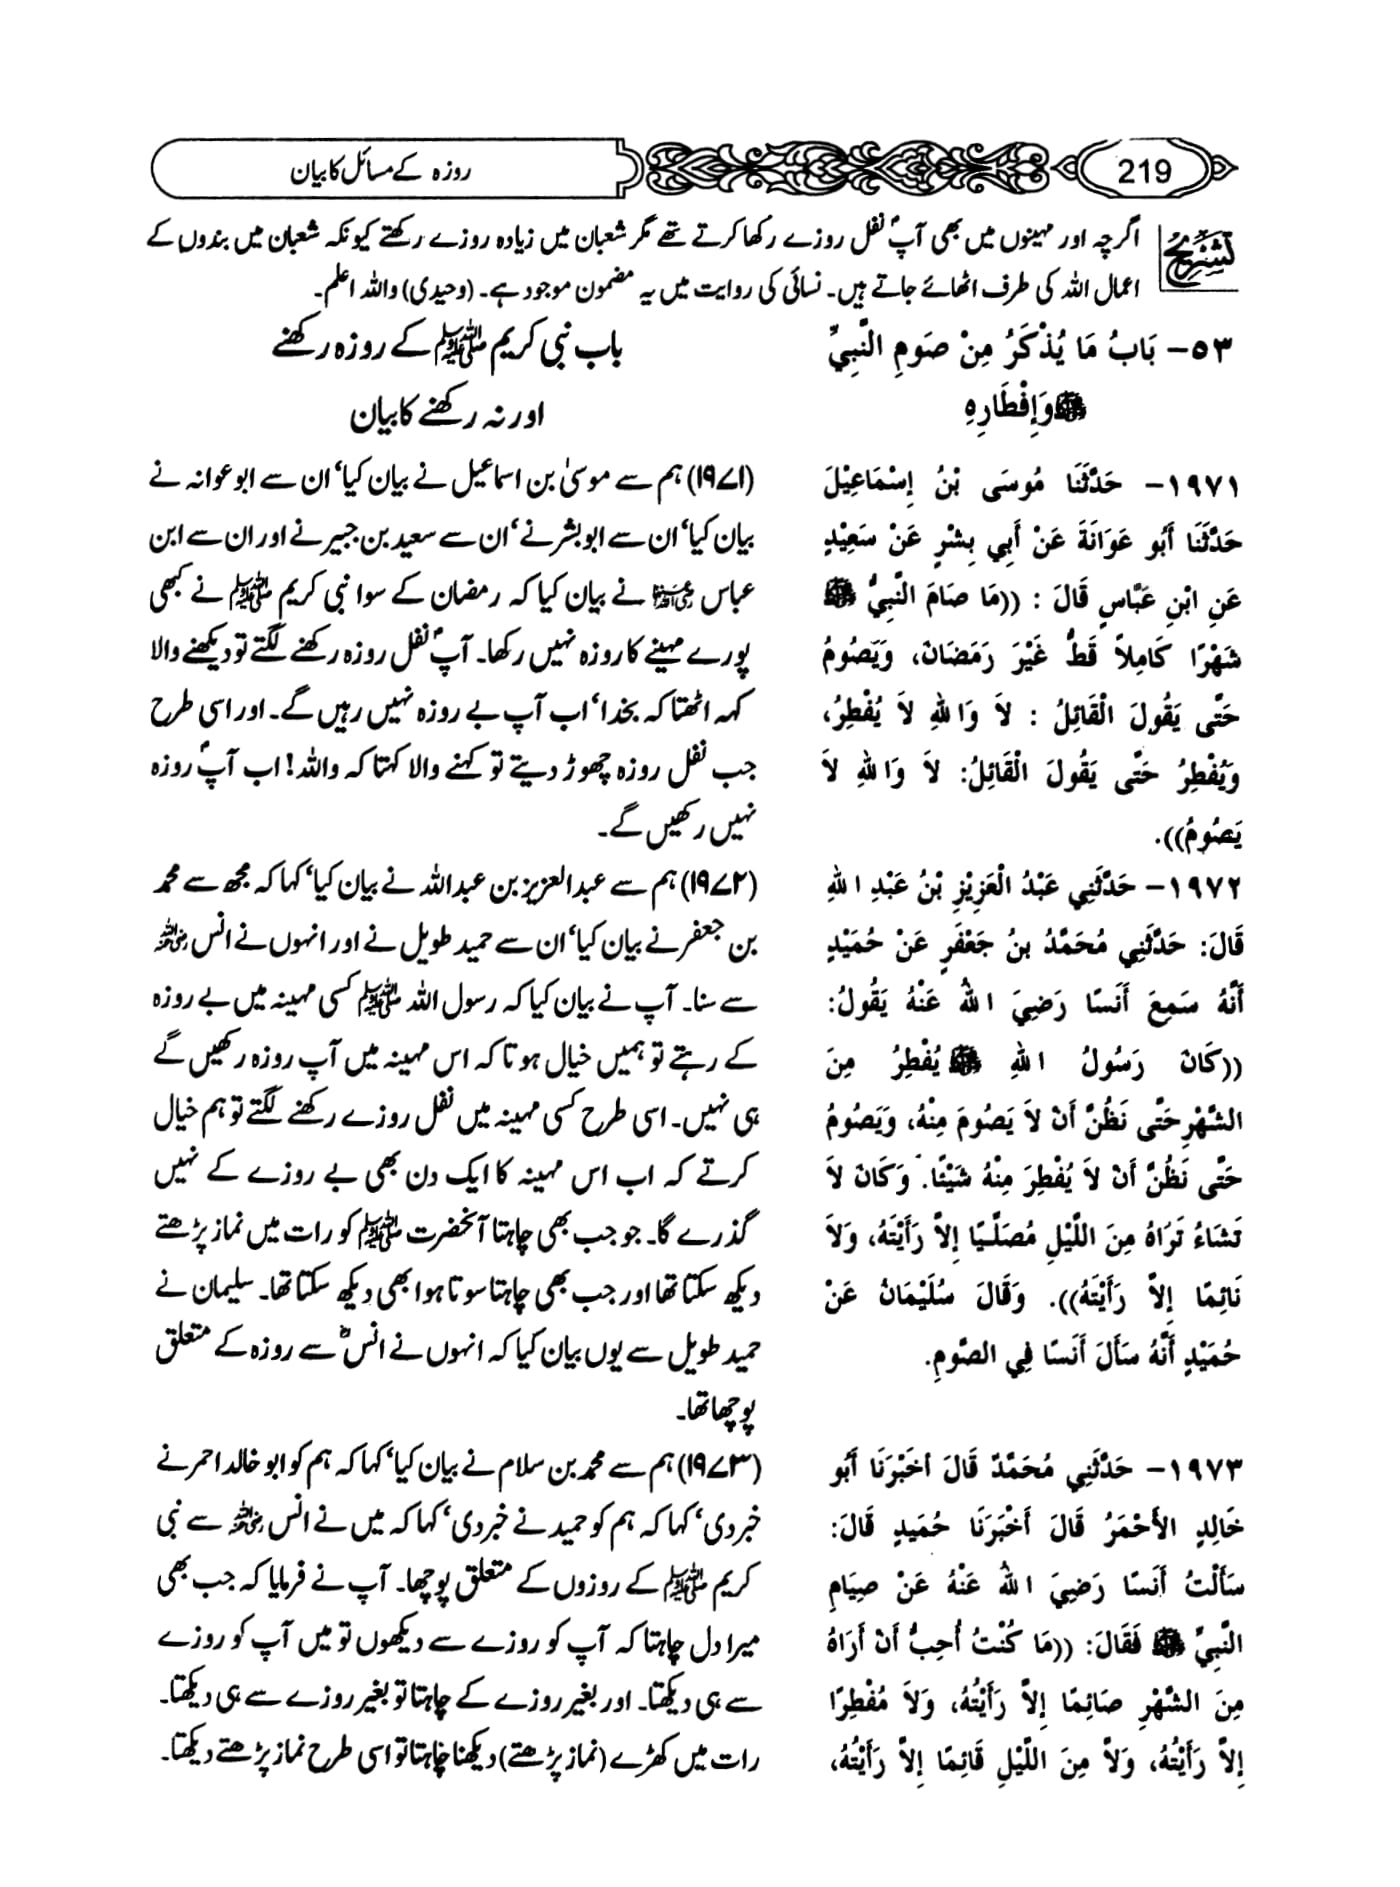 219
روزہ کے مسائل کا بیان
تشریح
اگرچہ اور مہینوں میں بھی آپؐ نفل روزے رکھا کرتے تھے مگر شعبان میں زیادہ روزے رکھتے کیونکہ شعبان میں بندوں کے
اعمال اللہ کی طرف اٹھائے جاتے ہیں۔ نسائی کی روایت میں یہ مضمون موجود ہے۔ (وحیدی) واللہ اعلم۔
٥٣- بَابُ مَا يُذْكَرُ مِنْ صَومِ النَّبِيِّ
ﷺ وَإِفْطَارِهِ
١٩٧١- حَدَّثَنَا مُوسَى بْنُ إِسْمَاعِيْلَ
حَدَّثَنَا أَبُو عَوَانَةَ عَنْ أَبِي بِشْرٍ عَنْ سَعِيْدٍ
عَنِ ابْنِ عَبَّاسٍ قَالَ : ((مَا صَامَ النَّبِيُّ ﷺ
شَهْرًا كَامِلاً قَطُّ غَيْرَ رَمَضَانَ، وَيَصُومُ
حَتَّى يَقُولَ الْقَائِلُ : لاَ وَاللهِ لاَ يُفْطِرُ،
وَيُفْطِرُ حَتَّى يَقُولَ الْقَائِلُ: لاَ وَاللهِ لاَ
يَصُومُ)).
١٩٧٢- حَدَّثَنِي عَبْدُ الْعَزِيْزِ بْنُ عَبْدِ اللهِ
قَالَ: حَدَّثَنِي مُحَمَّدُ بنُ جَعْفَرٍ عَنْ حُمَيْدٍ
أَنَّهُ سَمِعَ أَنَسًا رَضِيَ اللهُ عَنْهُ يَقُولُ:
((كَانَ رَسُولُ اللهِ ﷺ يُفْطِرُ مِنَ
الشَّهْرِ حَتَّى نَظُنَّ أَنْ لاَ يَصُومَ مِنْهُ، وَيَصُومُ
حَتَّى نَظُنَّ أَنْ لاَ يُفْطِرَ مِنْهُ شَيْئًا. وَكَانَ لاَ
تَشَاءُ تَرَاهُ مِنَ اللَّيْلِ مُصَلِّيًا إِلاَّ رَأَيْتَهُ، وَلاَ
نَائِمًا إِلاَّ رَأَيْتَهُ)). وَقَالَ سُلَيْمَانُ عَنْ
حُمَيْدٍ أَنَّهُ سَأَلَ أَنَسًا فِي الصَّومِ.
١٩٧٣- حَدَّثَنِي مُحَمَّدٌ قَالَ أَخْبَرَنَا أَبُو
خَالِدٍ الأَحْمَرُ قَالَ أَخْبَرَنَا حُمَيدٍ قَالَ:
سَأَلْتُ أَنَسًا رَضِيَ اللهُ عَنْهُ عَنْ صِيَامِ
النَّبِيِّ ﷺ فَقَالَ: ((مَا كُنْتُ أُحِبُّ أَنْ أَرَاهُ
مِنَ الشَّهْرِ صَائِمًا إِلاَّ رَأَيْتُهُ، وَلاَ مُفْطِرًا
إِلاَّ رَأَيْتُهُ، وَلاَ مِنَ اللَّيْلِ قَائِمًا إِلاَّ رَأَيْتُهُ،
باب نبی کریم ﷺ کے روزہ رکھنے
اور نہ رکھنے کا بیان
(۱۹۷۱) ہم سے موسیٰ بن اسماعیل نے بیان کیا‘ ان سے ابو عوانہ نے
بیان کیا‘ ان سے ابوبشر نے‘ ان سے سعید بن جبیر نے اور ان سے ابن
عباس رضی اللہ عنہما نے بیان کیا کہ رمضان کے سوا نبی کریم ﷺ نے کبھی
پورے مہینے کا روزہ نہیں رکھا۔ آپؐ نفل روزہ رکھنے لگتے تو دیکھنے والا
کہہ اٹھتا کہ بخدا‘ اب آپ بے روزہ نہیں رہیں گے۔ اور اسی طرح
جب نفل روزہ چھوڑ دیتے تو کہنے والا کہتا کہ واللہ! اب آپؐ روزہ
نہیں رکھیں گے۔
(۱۹۷۲) ہم سے عبدالعزیز بن عبداللہ نے بیان کیا‘ کہا کہ مجھ سے محمد
بن جعفر نے بیان کیا‘ ان سے حمید طویل نے اور انہوں نے انس رضی اللہ عنہ
سے سنا۔ آپ نے بیان کیا کہ رسول اللہ ﷺ کسی مہینہ میں بے روزہ
کے رہتے تو ہمیں خیال ہوتا کہ اس مہینہ میں آپ روزہ رکھیں گے
ہی نہیں۔ اسی طرح کسی مہینہ میں نفل روزے رکھنے لگتے تو ہم خیال
کرتے کہ اب اس مہینہ کا ایک دن بھی بے روزے کے نہیں
گذرے گا۔ جو جب بھی چاہتا آنحضرت ﷺ کو رات میں نماز پڑھتے
دیکھ سکتا تھا اور جب بھی چاہتا سوتا ہوا بھی دیکھ سکتا تھا۔ سلیمان نے
حمید طویل سے یوں بیان کیا کہ انہوں نے انسؓ سے روزہ کے متعلق
پوچھا تھا۔
(۱۹۷۳) ہم سے محمد بن سلام نے بیان کیا‘ کہا کہ ہم کو ابوخالد احمر نے
خبر دی‘ کہا کہ ہم کو حمید نے خبر دی‘ کہا کہ میں نے انس رضی اللہ عنہ سے نبی
کریم ﷺ کے روزوں کے متعلق پوچھا۔ آپ نے فرمایا کہ جب بھی
میرا دل چاہتا کہ آپ کو روزے سے دیکھوں تو میں آپ کو روزے
سے ہی دیکھتا۔ اور بغیر روزے کے چاہتا تو بغیر روزے سے ہی دیکھتا۔
رات میں کھڑے (نماز پڑھتے) دیکھنا چاہتا تو اسی طرح نماز پڑھتے دیکھتا۔